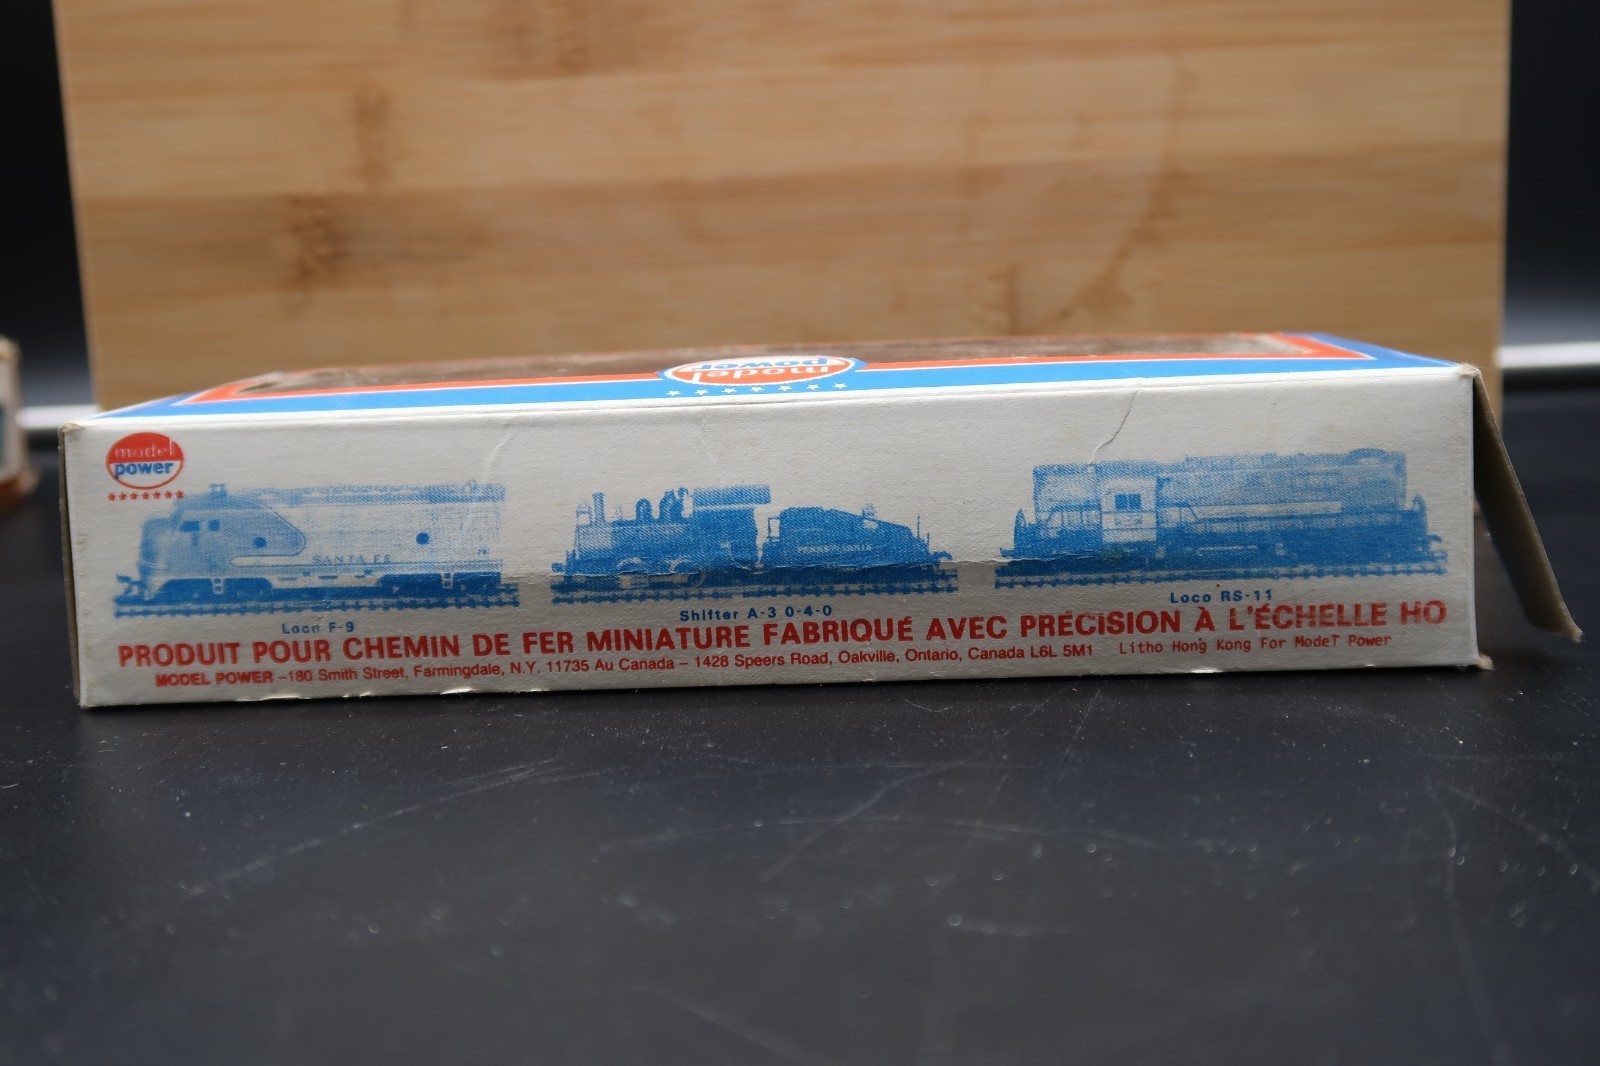 model
power
model
power
SANTA FE
PENNSYLVANIA
Loco F-9
Shifter A-3 0-4-0
Loco RS-11
PRODUIT POUR CHEMIN DE FER MINIATURE FABRIQUÉ AVEC PRÉCISION À L'ÉCHELLE HO
MODEL POWER -180 Smith Street, Farmingdale, N.Y. 11735 Au Canada - 1428 Speers Road, Oakville, Ontario, Canada L6L 5M1 Litho Hong Kong For Model Power